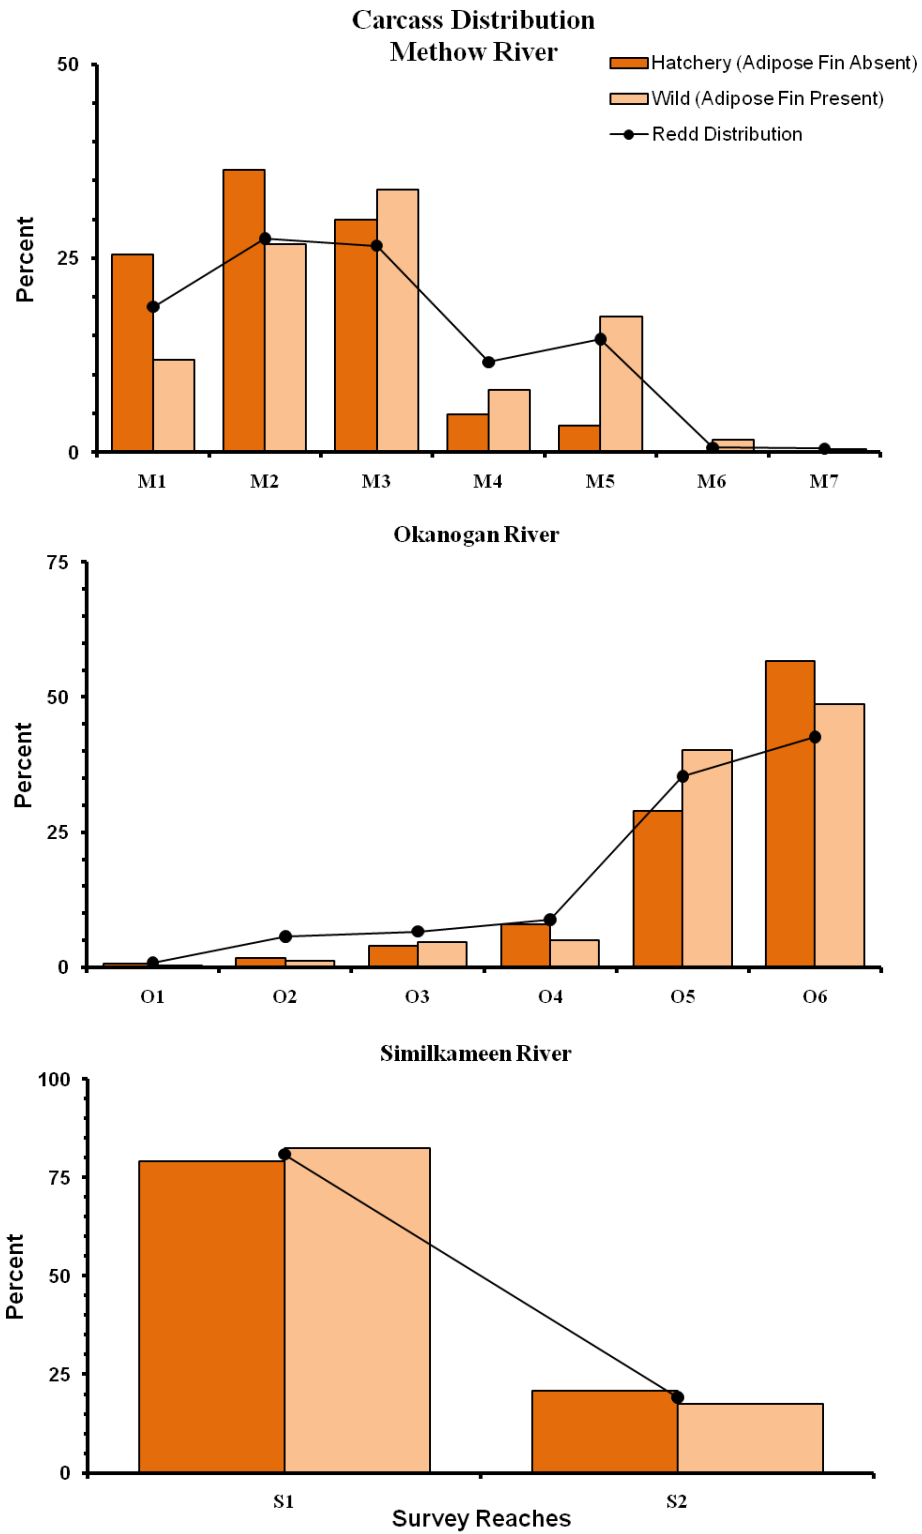 Carcass Distribution
Methow River
Hatchery (Adipose Fin Absent)
Wild (Adipose Fin Present)
Redd Distribution
Percent
50
25
0
M1 M2 M3 M4 M5 M6 M7
Okanogan River
Percent
75
50
25
0
O1 O2 O3 O4 O5 O6
Similkameen River
Percent
100
75
50
25
0
S1 S2
Survey Reaches